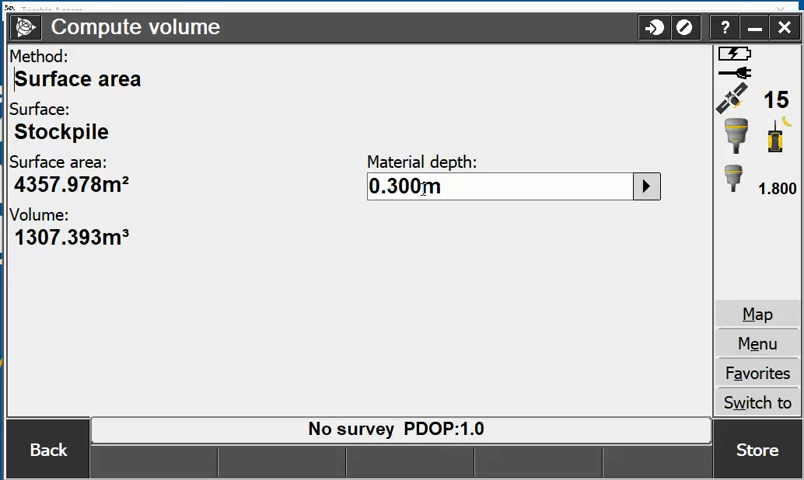 Compute volume
?
Method:
Surface area
Surface:
Stockpile
Surface area:
4357.978m²
Material depth:
0.300m
Volume:
1307.393m³
15
1.800
Map
Menu
Favorites
Switch to
No survey PDOP:1.0
Back
Store